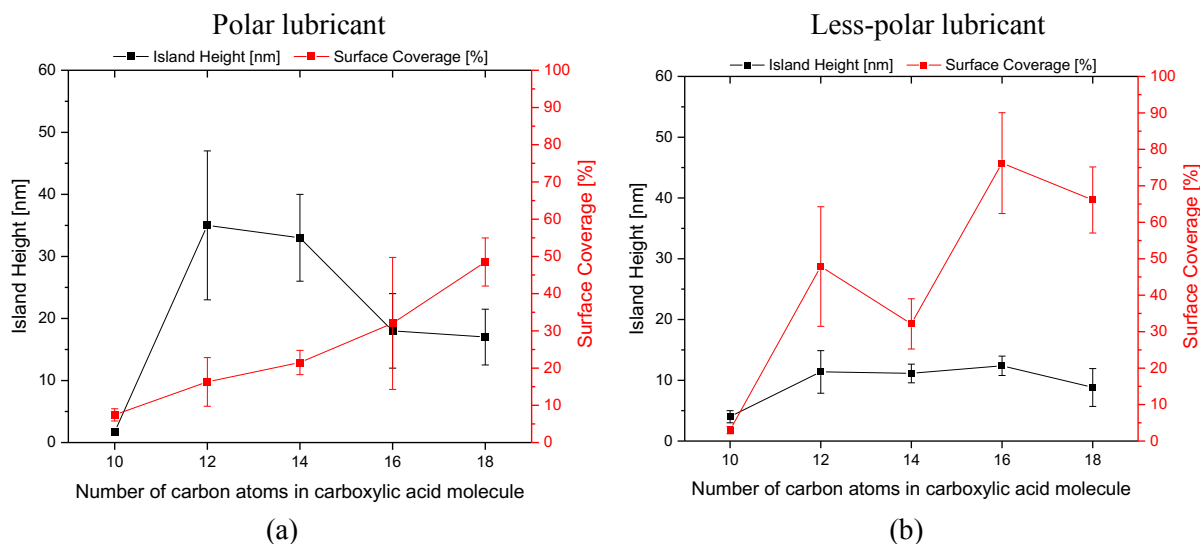 Polar lubricant
Island Height [nm] Surface Coverage [%]
60
50
40
30
20
10
0
Island Height [nm]
100
90
80
70
60
50
40
30
20
10
0
Surface Coverage [%]
10 12 14 16 18
Number of carbon atoms in carboxylic acid molecule
(a)
Less-polar lubricant
Island Height [nm] Surface Coverage [%]
60
50
40
30
20
10
0
Island Height [nm]
100
90
80
70
60
50
40
30
20
10
0
Surface Coverage [%]
10 12 14 16 18
Number of carbon atoms in carboxylic acid molecule
(b)